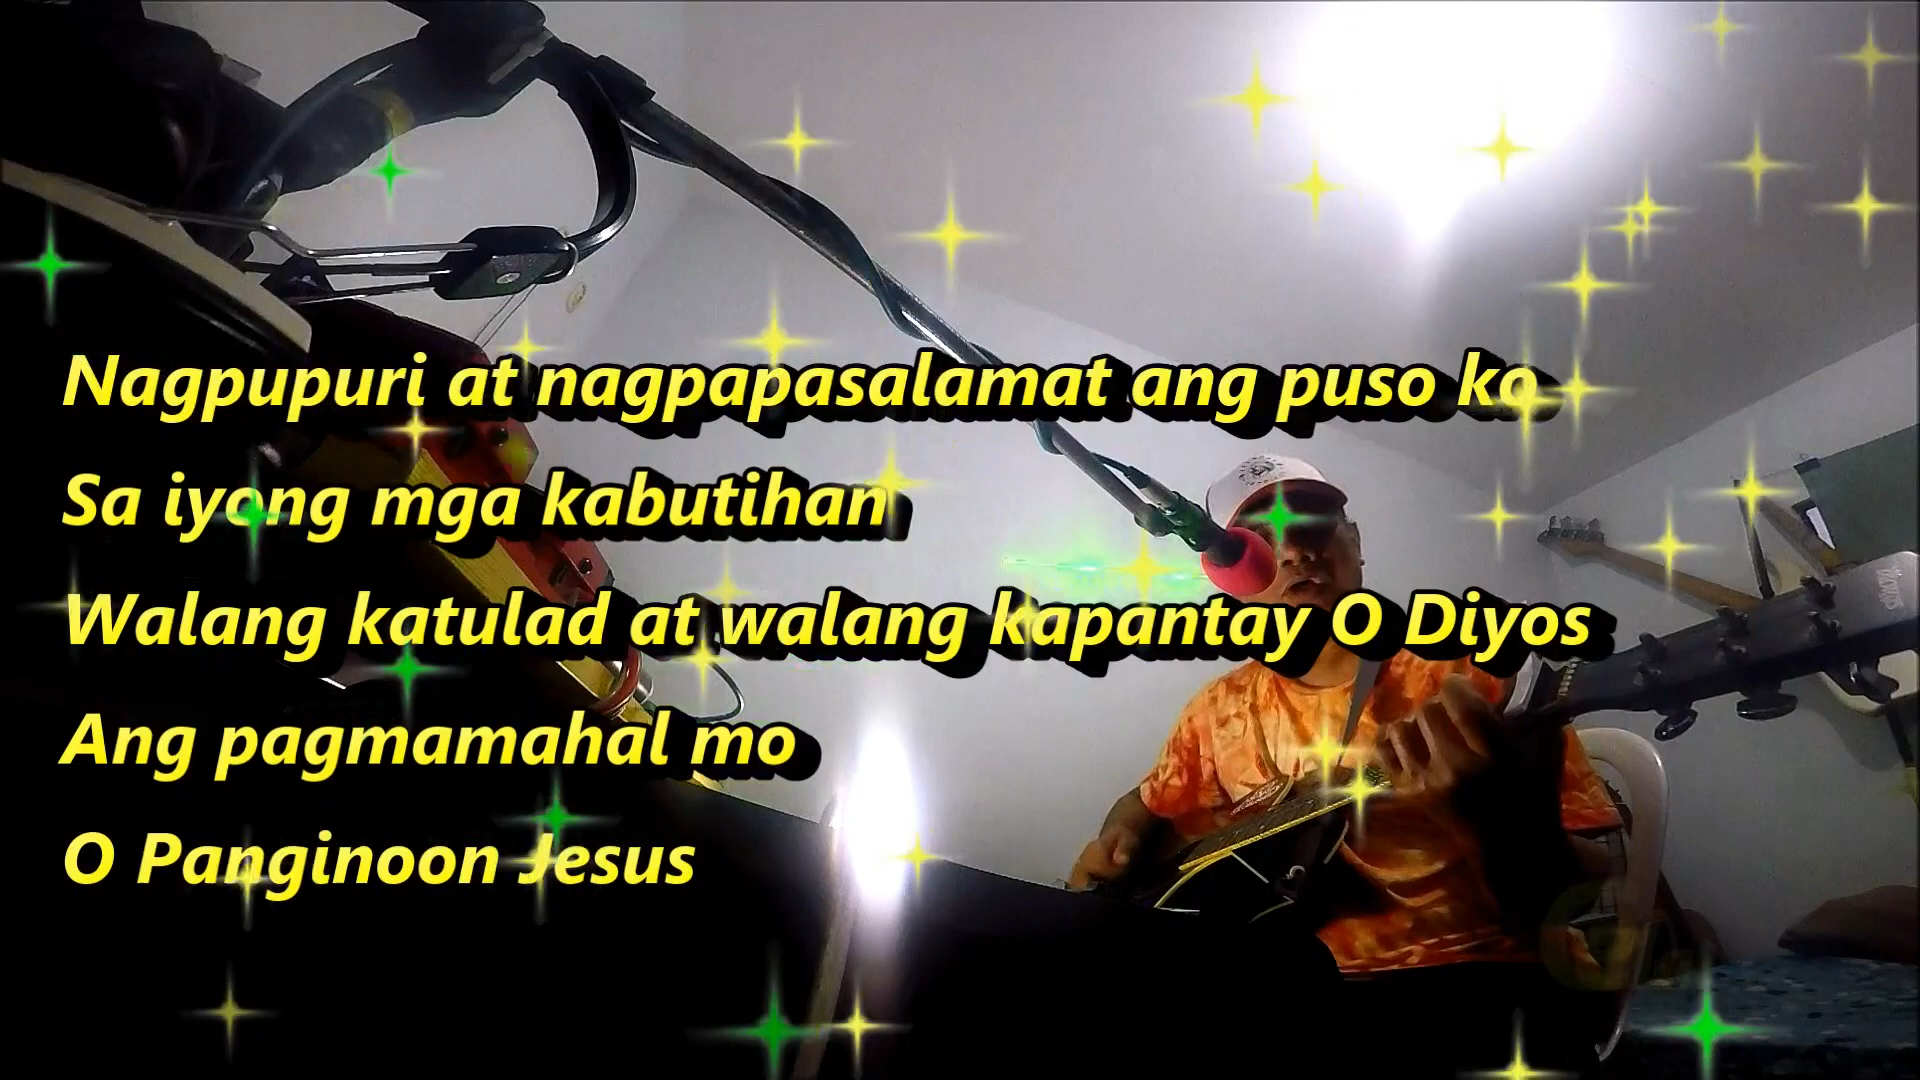 Nagpupuri at nagpapasalamat ang puso ko
Sa iyong mga kabutihan
Walang katulad at walang kapantay O Diyos
Ang pagmamahal mo
O Panginoon Jesus